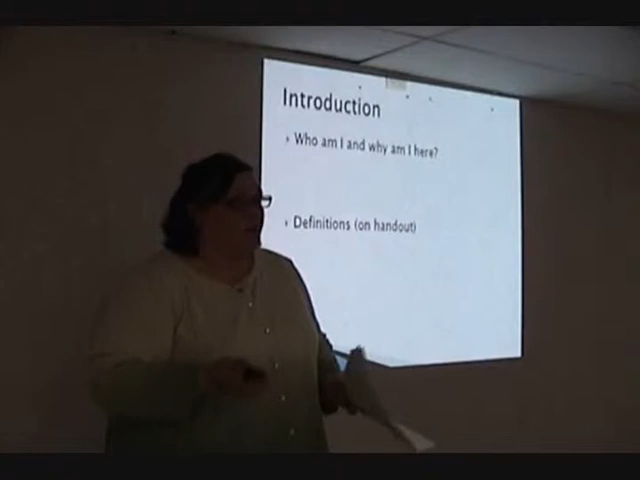 Introduction
Who am I and why am I here?
Definitions (on handout)